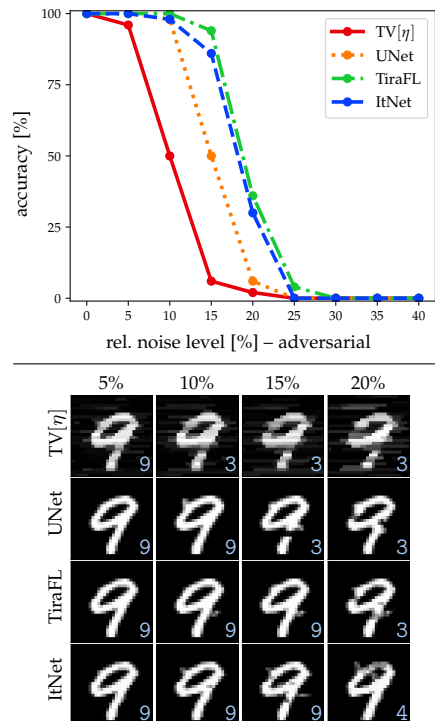 100
75
50
25
0
accuracy [%]
TV[η]
UNet
TiraFL
ItNet
0 5 10 15 20 25 30 35 40
rel. noise level [%] – adversarial
5% 10% 15% 20%
TV[η] 9 3 3 3
UNet 9 9 3 3
TiraFL 9 9 9 3
ItNet 9 9 9 4